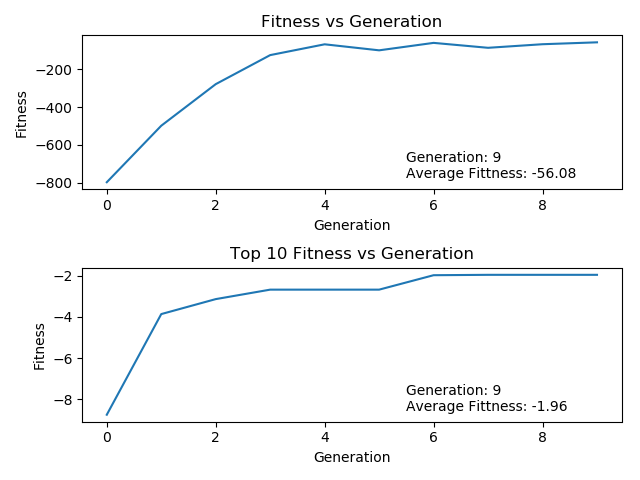 Fitness vs Generation
Fitness
−200
−400
−600
−800
Generation: 9
Average Fittness: -56.08
0 2 4 6 8
Generation
Top 10 Fitness vs Generation
Fitness
−2
−4
−6
−8
Generation: 9
Average Fittness: -1.96
0 2 4 6 8
Generation